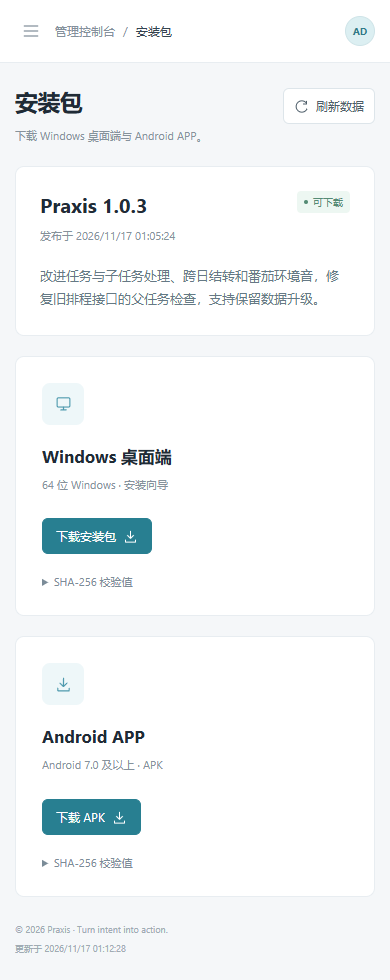 管理控制台 / 安装包
AD
安装包
刷新数据
下载 Windows 桌面端与 Android APP。
Praxis 1.0.3
可下载
发布于 2026/11/17 01:05:24
改进任务与子任务处理、跨日结转和番茄环境音，修
复旧排程接口的父任务检查，支持保留数据升级。
Windows 桌面端
64 位 Windows · 安装向导
下载安装包
SHA-256 校验值
Android APP
Android 7.0 及以上 · APK
下载 APK
SHA-256 校验值
© 2026 Praxis · Turn intent into action.
更新于 2026/11/17 01:12:28